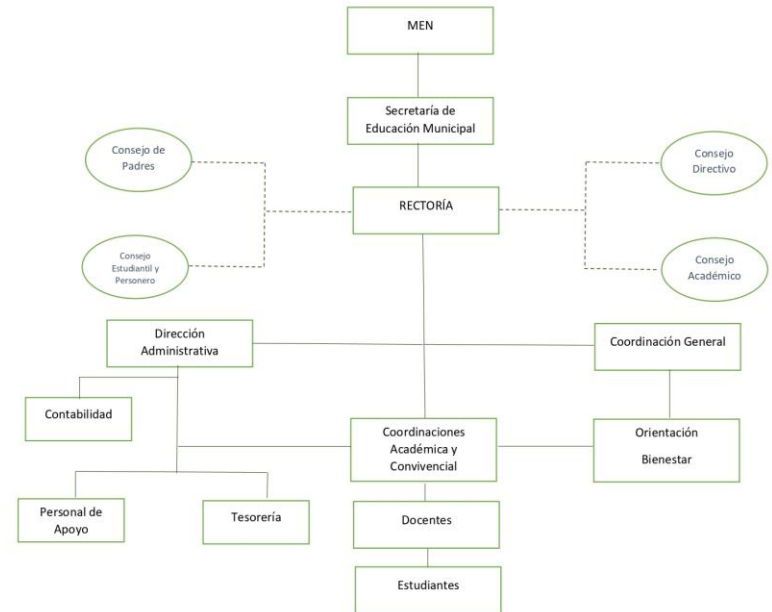 MEN
Secretaría de
Educación Municipal
Consejo de
Padres
Consejo
Directivo
RECTORÍA
Consejo
Estudiantil y
Personero
Consejo
Académico
Dirección
Administrativa
Coordinación General
Contabilidad
Coordinaciones
Académica y
Convivencial
Orientación
Bienestar
Personal de
Apoyo
Tesorería
Docentes
Estudiantes